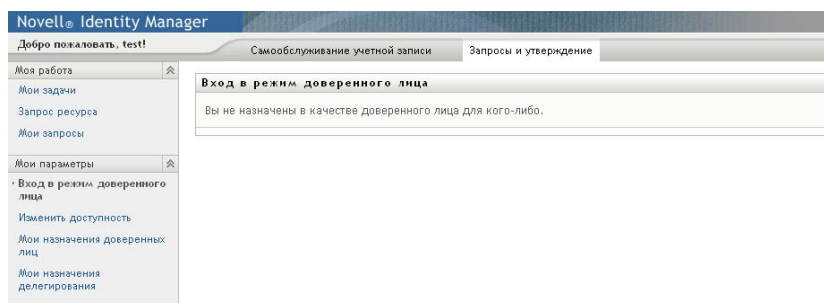 Novell® Identity Manager
Добро пожаловать, test!
Самообслуживание учетной записи
Запросы и утверждение
Моя работа
Мои задачи
Запрос ресурса
Мои запросы
Мои параметры
Вход в режим доверенного
лица
Изменить доступность
Мои назначения доверенных
лиц
Мои назначения
делегирования
Вход в режим доверенного лица
Вы не назначены в качестве доверенного лица для кого-либо.